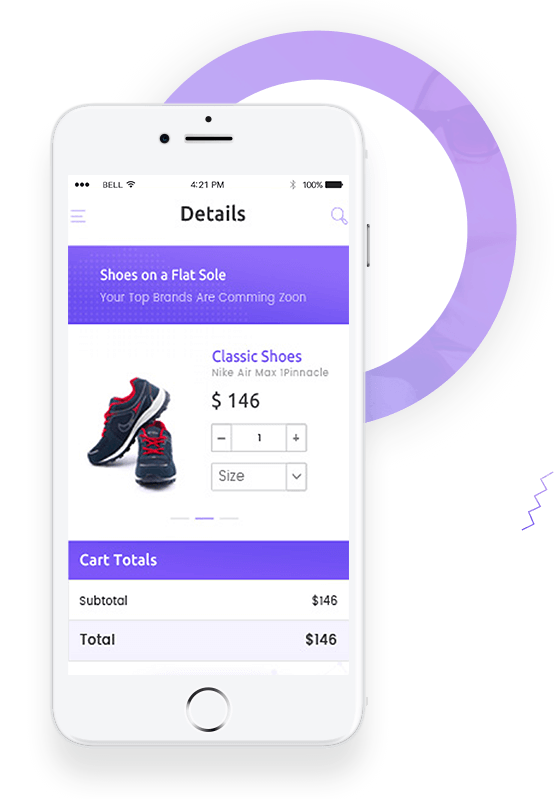 BELL 4:21 PM 100%
Details
Shoes on a Flat Sole
Your Top Brands Are Comming Zoon
Classic Shoes
Nike Air Max 1Pinnacle
$ 146
− 1 +
Size
Cart Totals
Subtotal $146
Total $146